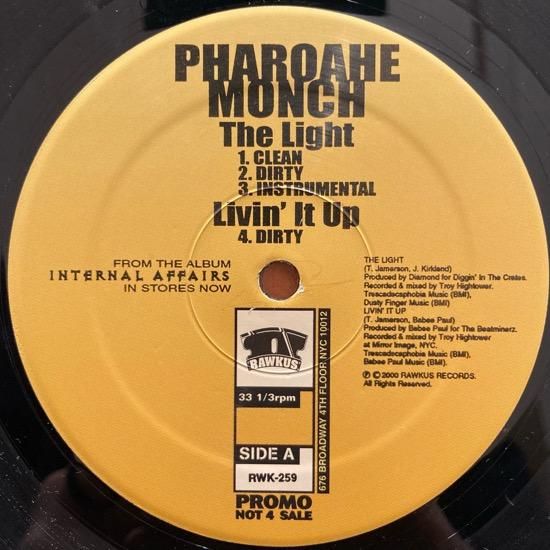 PHAROAHE
MONCH
The Light
1. CLEAN
2. DIRTY
3. INSTRUMENTAL
Livin' It Up
4. DIRTY
FROM THE ALBUM
INTERNAL AFFAIRS
IN STORES NOW
THE LIGHT
(T. Jamerson, J. Kirkland)
Produced by Diamond for Diggin' In The Crates.
Recorded & mixed by Troy Hightower.
Trescadecaphobia Music (BMI),
Dusty Finger Music (BMI)
LIVIN' IT UP
(T. Jamerson, Babee Paul)
Produced by Babee Paul for The Beatminerz.
Recorded & mixed by Troy Hightower
at Mirror Image, NYC.
Trescadecaphobia Music (BMI),
Babee Paul Music (BMI).
℗ © 2000 RAWKUS RECORDS.
All Rights Reserved.
RAWKUS
33 1/3rpm
676 BROADWAY 4TH FLOOR NYC 10012
SIDE A
RWK-259
PROMO
NOT 4 SALE